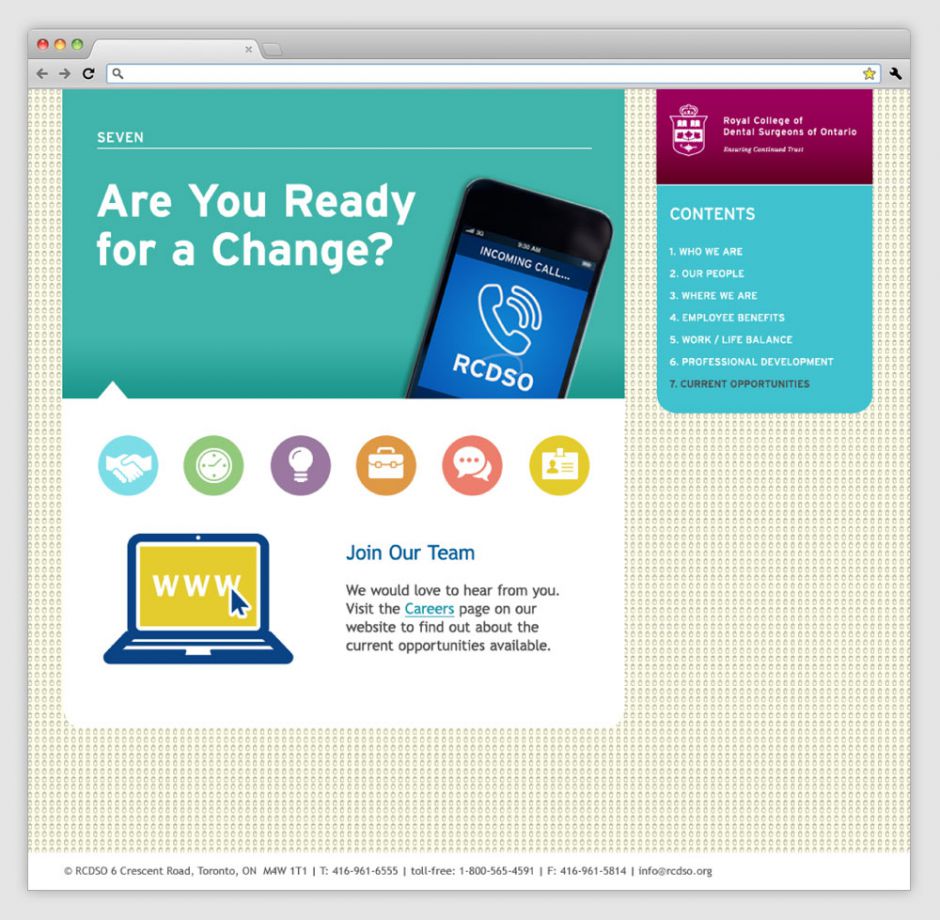 SEVEN
Are You Ready
for a Change?
3G
9:30 AM
INCOMING CALL...
RCDSO
Royal College of
Dental Surgeons of Ontario
Ensuring Continued Trust
CONTENTS
1. WHO WE ARE
2. OUR PEOPLE
3. WHERE WE ARE
4. EMPLOYEE BENEFITS
5. WORK / LIFE BALANCE
6. PROFESSIONAL DEVELOPMENT
7. CURRENT OPPORTUNITIES
WWW
Join Our Team
We would love to hear from you.
Visit the Careers page on our
website to find out about the
current opportunities available.
© RCDSO 6 Crescent Road, Toronto, ON M4W 1T1 | T: 416-961-6555 | toll-free: 1-800-565-4591 | F: 416-961-5814 | info@rcdso.org